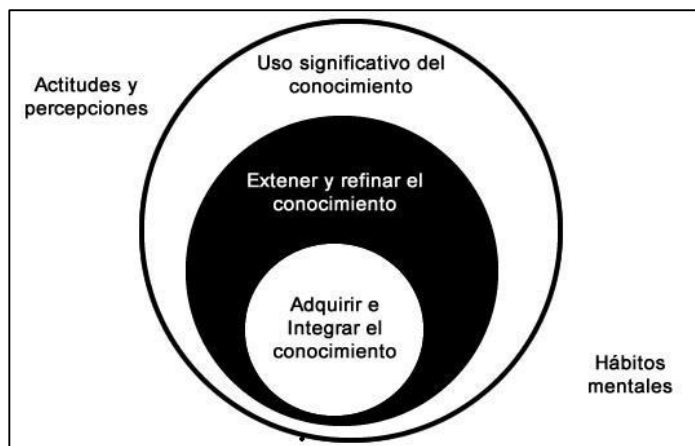 Uso significativo del
conocimiento
Actitudes y
percepciones
Extener y refinar el
conocimiento
Adquirir e
Integrar el
conocimiento
Hábitos
mentales